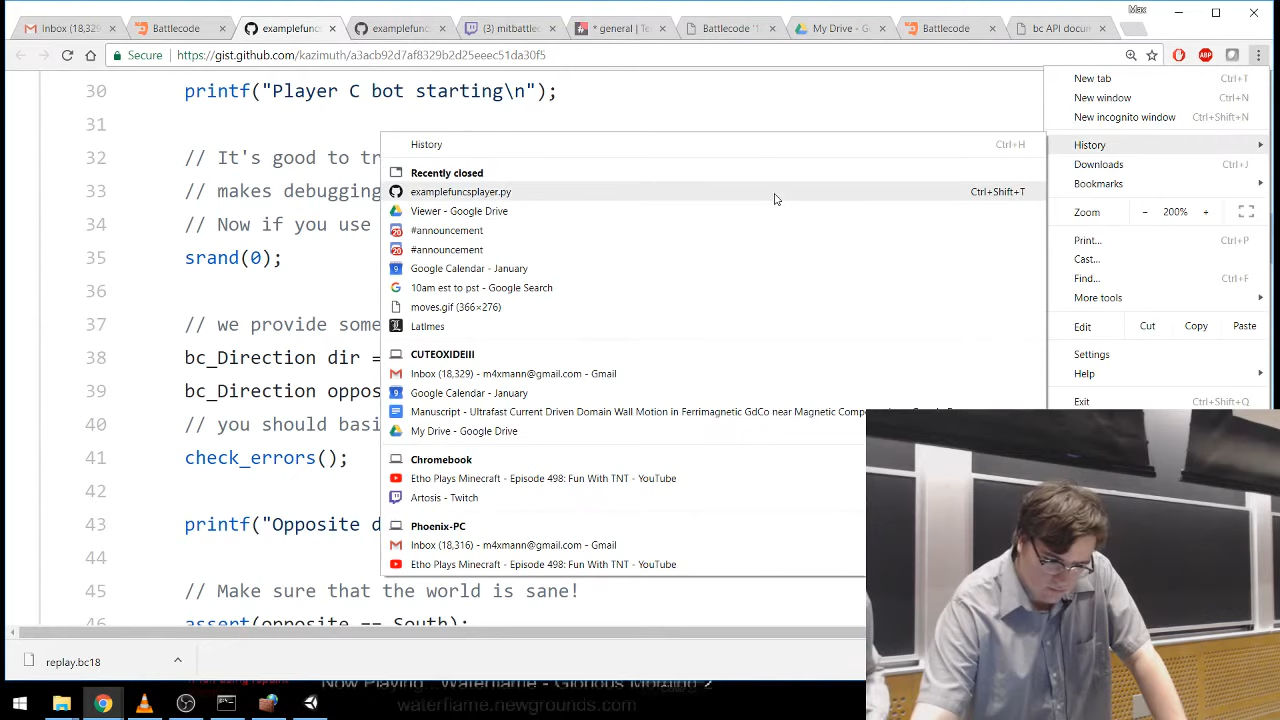 Max
Inbox (18,329
Battlecode
examplefunc
examplefunc
(3) mitbattlec
* general | Te
Battlecode '1
My Drive - G
Battlecode
bc API docum
Secure
https://gist.github.com/kazimuth/a3acb92d7af8329b2d25eeec51da30f5
ABP
30 printf("Player C bot starting\n");
31
32 // It's good to tr
33 // makes debugging
34 // Now if you use
35 srand(0);
36
37 // we provide some
38 bc_Direction dir =
39 bc_Direction oppos
40 // you should basi
41 check_errors();
42
43 printf("Opposite d
44
45 // Make sure that the world is sane!
46 assert(opposite == South);
History Ctrl+H
Recently closed
examplefuncsplayer.py Ctrl+Shift+T
Viewer - Google Drive
#announcement
#announcement
Google Calendar - January
10am est to pst - Google Search
moves.gif (366×276)
LatImes
CUTEOXIDEIII
Inbox (18,329) - m4xmann@gmail.com - Gmail
Google Calendar - January
Manuscript - Ultrafast Current Driven Domain Wall Motion in Ferrimagnetic GdCo near Magnetic
My Drive - Google Drive
Chromebook
Etho Plays Minecraft - Episode 498: Fun With TNT - YouTube
Artosis - Twitch
Phoenix-PC
Inbox (18,316) - m4xmann@gmail.com - Gmail
Etho Plays Minecraft - Episode 498: Fun With TNT - YouTube
New tab Ctrl+T
New window Ctrl+N
New incognito window Ctrl+Shift+N
History
Downloads Ctrl+J
Bookmarks
Zoom - 200% +
Print... Ctrl+P
Cast...
Find... Ctrl+F
More tools
Edit Cut Copy Paste
Settings
Help
Exit Ctrl+Shift+Q
replay.bc18
Now Playing... Waterflame - Glorious Morning 2
waterflame.newgrounds.com